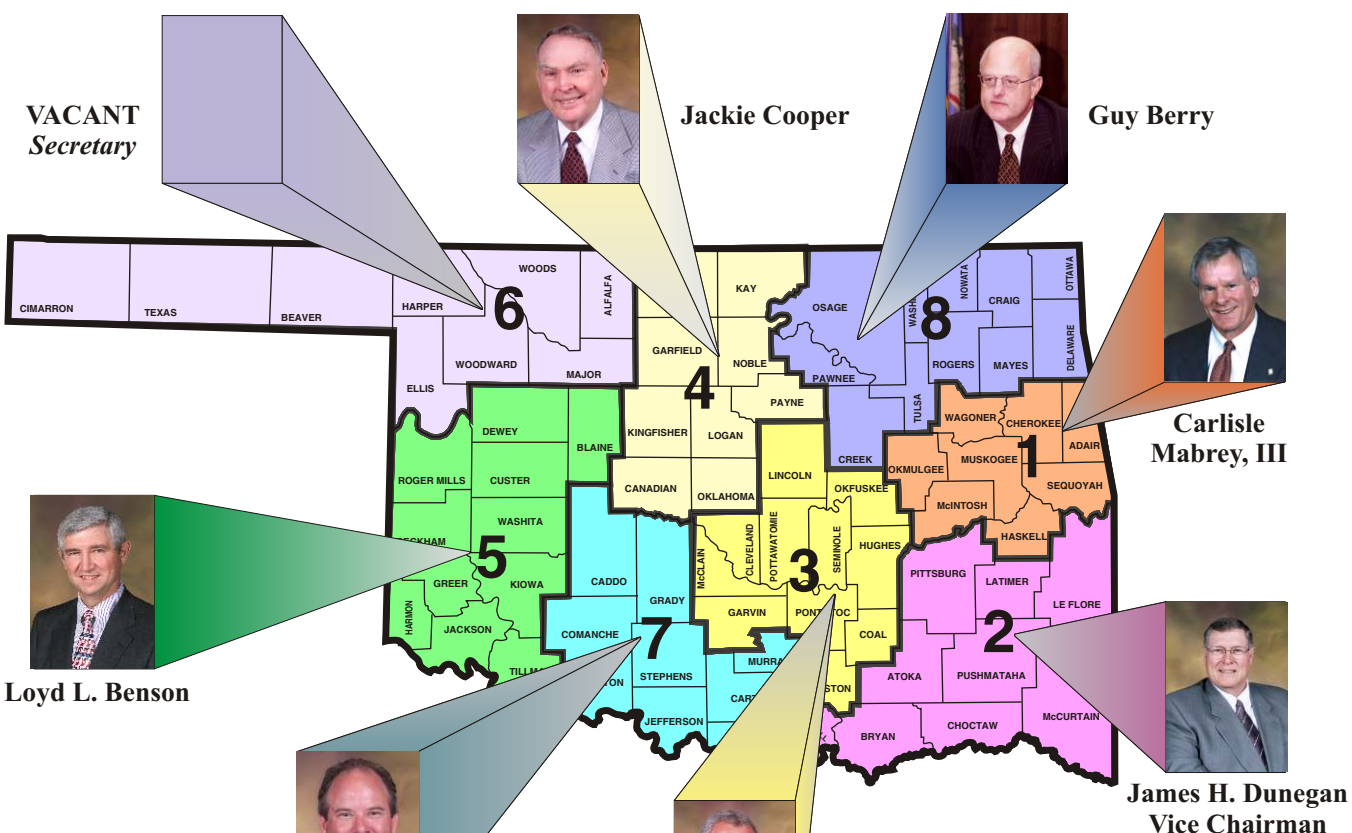 VACANT
Secretary
Jackie Cooper
Guy Berry
Carlisle
Mabrey, III
Loyd L. Benson
James H. Dunegan
Vice Chairman
6
CIMARRON
TEXAS
BEAVER
HARPER
WOODS
ALFALFA
ELLIS
WOODWARD
MAJOR
4
KAY
GARFIELD
NOBLE
PAYNE
KINGFISHER
LOGAN
CANADIAN
OKLAHOMA
8
OSAGE
NOWATA
CRAIG
OTTAWA
PAWNEE
ROGERS
MAYES
DELAWARE
TULSA
CREEK
1
WAGONER
CHEROKEE
ADAIR
OKMULGEE
MUSKOGEE
SEQUOYAH
McINTOSH
HASKELL
5
DEWEY
BLAINE
ROGER MILLS
CUSTER
WASHITA
GREER
KIOWA
HARMON
JACKSON
7
CADDO
GRADY
COMANCHE
STEPHENS
JEFFERSON
3
LINCOLN
OKFUSKEE
McCLAIN
CLEVELAND
POTTAWATOMIE
SEMINOLE
HUGHES
GARVIN
COAL
2
PITTSBURG
LATIMER
LE FLORE
ATOKA
PUSHMATAHA
McCURTAIN
BRYAN
CHOCTAW